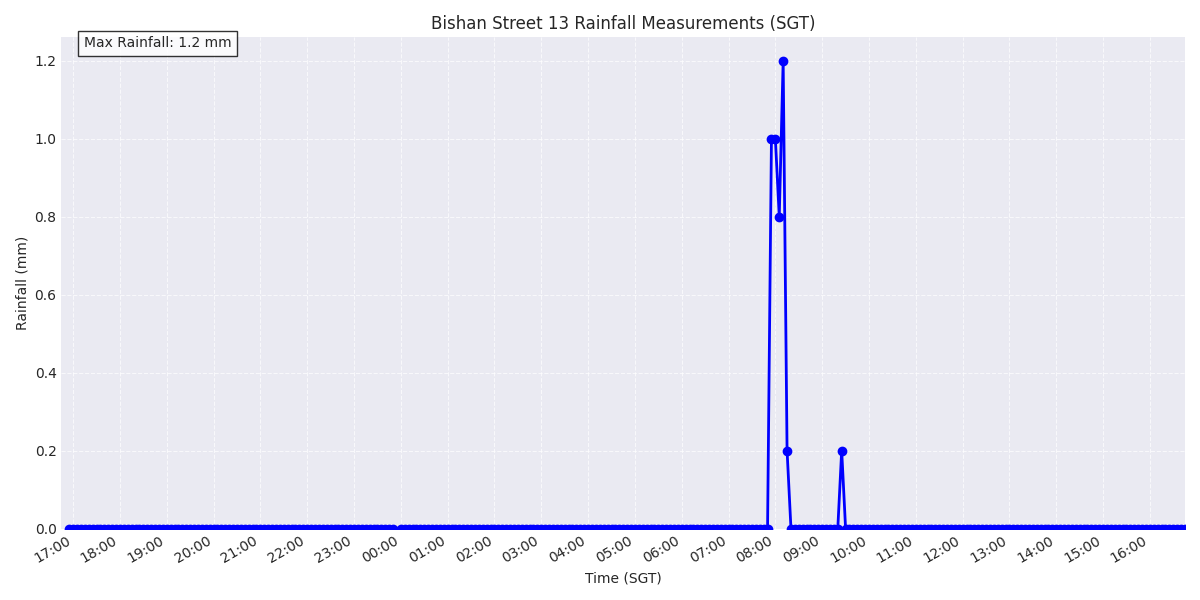 Bishan Street 13 Rainfall Measurements (SGT)
Max Rainfall: 1.2 mm
1.2
1.0
0.8
0.6
0.4
0.2
0.0
Rainfall (mm)
17:00 18:00 19:00 20:00 21:00 22:00 23:00 00:00 01:00 02:00 03:00 04:00 05:00 06:00 07:00 08:00 09:00 10:00 11:00 12:00 13:00 14:00 15:00 16:00
Time (SGT)